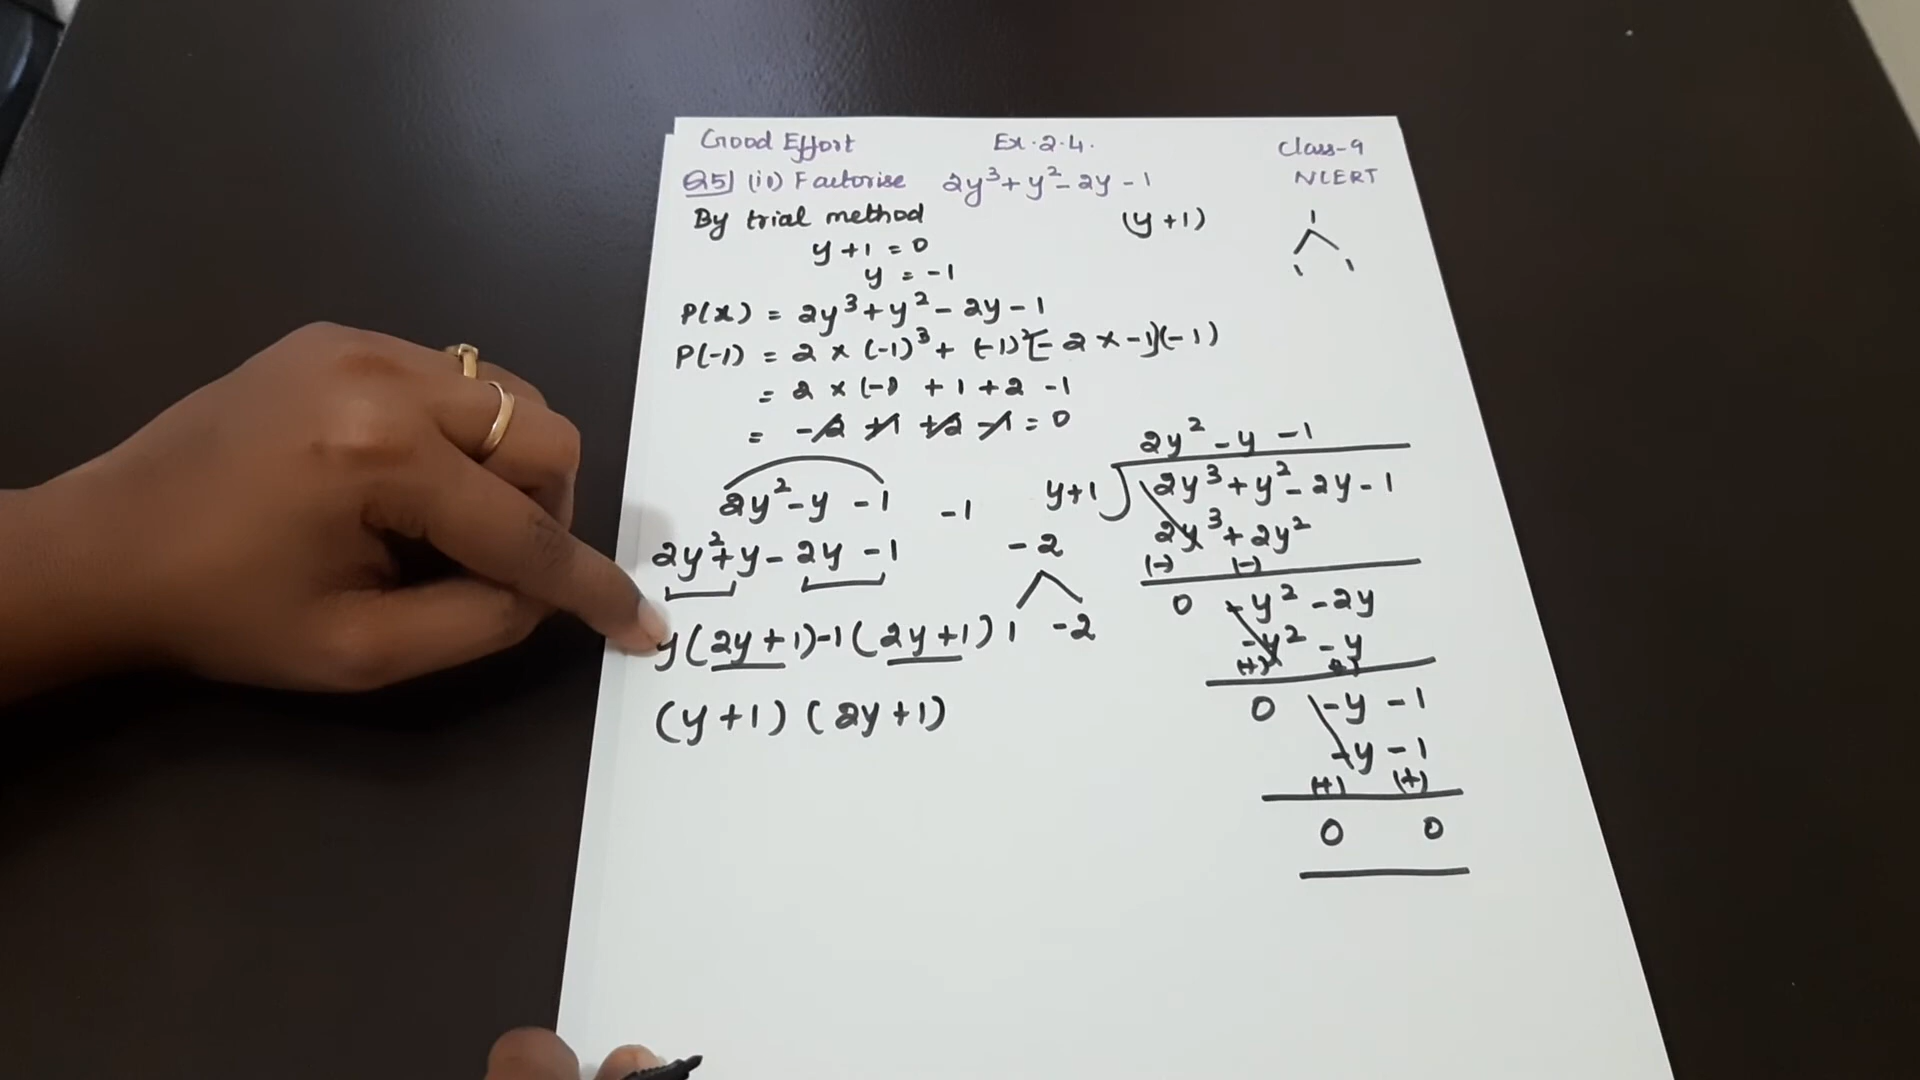 Good Effort Ex.2.4. Class-9
Q5) (iv) Factorise 2y³+y²-2y-1 NCERT
By trial method (y+1) 1
y+1=0 1 1
y=-1
P(x) = 2y³+y²-2y-1
P(-1) = 2×(-1)³+(-1)²[-2×-1](-1)
= 2×(-1)+1+2-1
= -2+1+2-1=0
2y²-y-1 -1
2y²+y-2y-1 -2
y(2y+1)-1(2y+1) 1 -2
(y+1)(2y+1)
2y²-y-1
y+1) 2y³+y²-2y-1
2y³+2y²
(-) (-)
0 -y²-2y
-y²-y
(+) (+)
0 -y-1
-y-1
(+) (+)
0 0